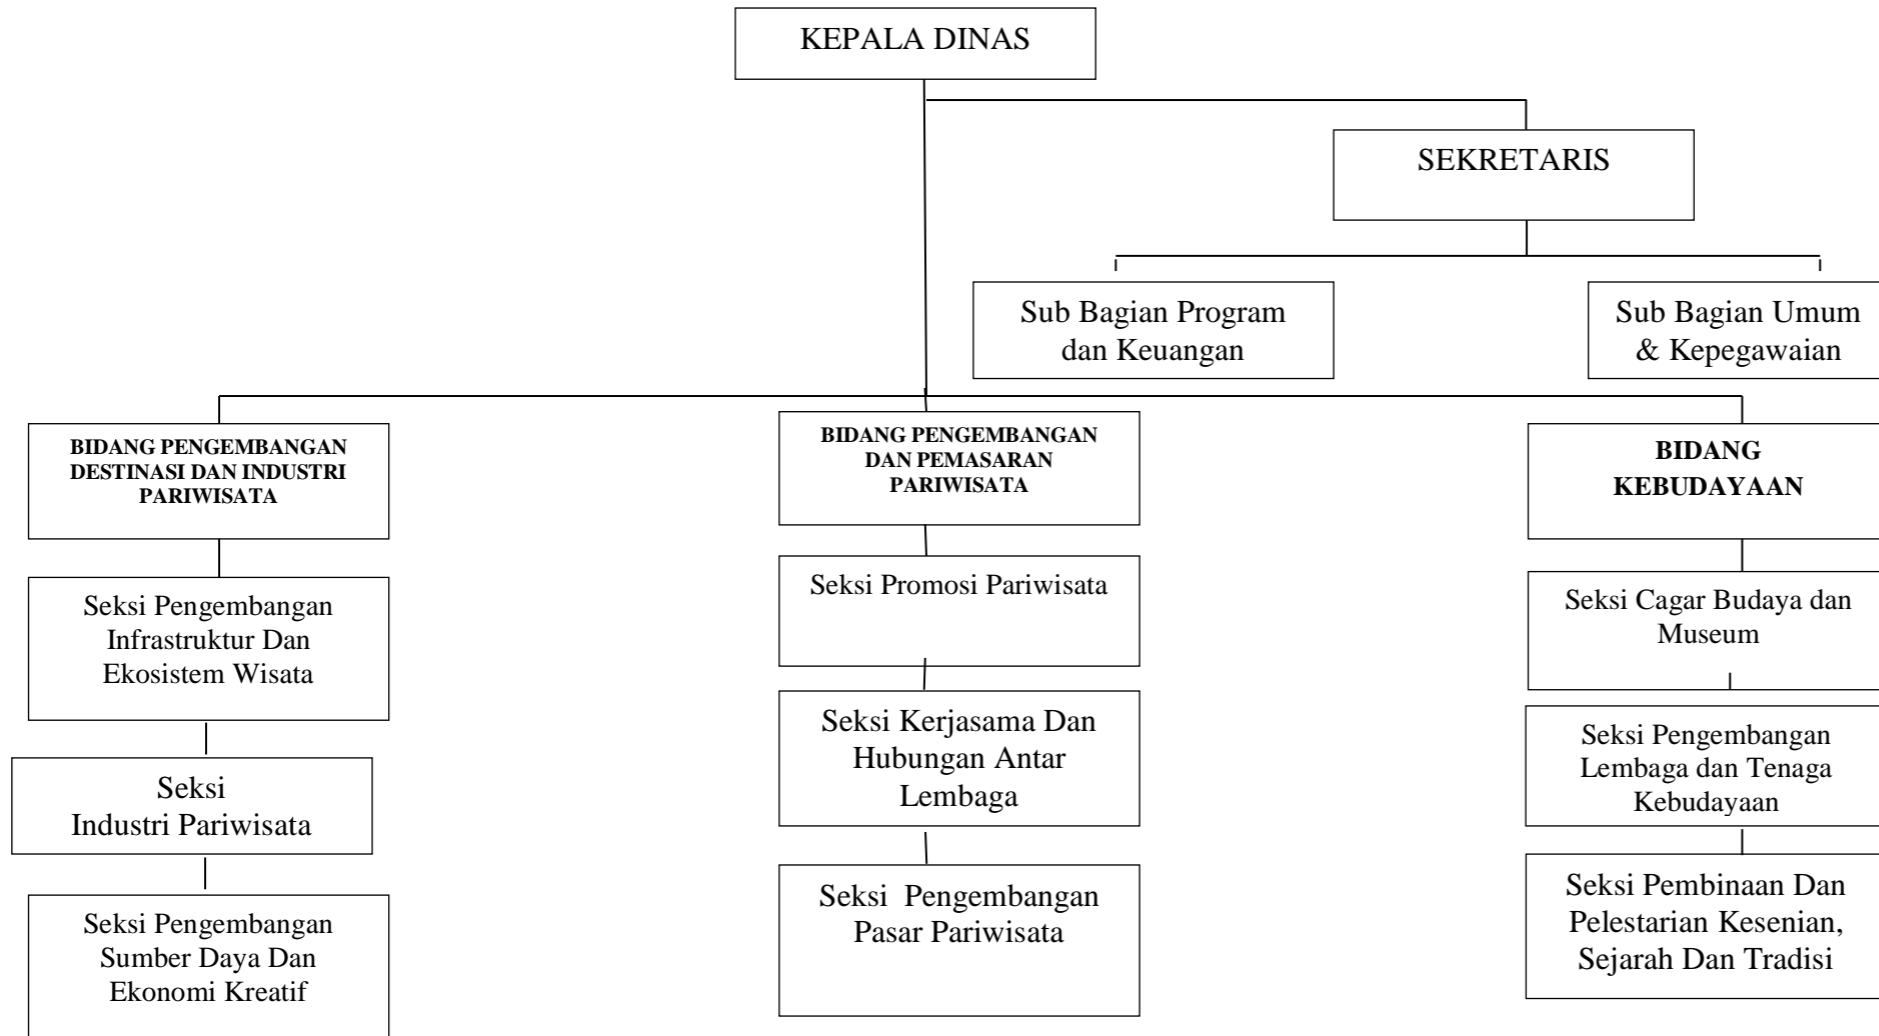 KEPALA DINAS
SEKRETARIS
Sub Bagian Program
dan Keuangan
Sub Bagian Umum
& Kepegawaian
BIDANG PENGEMBANGAN
DESTINASI DAN INDUSTRI
PARIWISATA
BIDANG PENGEMBANGAN
DAN PEMASARAN
PARIWISATA
BIDANG
KEBUDAYAAN
Seksi Pengembangan
Infrastruktur Dan
Ekosistem Wisata
Seksi Promosi Pariwisata
Seksi Cagar Budaya dan
Museum
Seksi
Industri Pariwisata
Seksi Kerjasama Dan
Hubungan Antar
Lembaga
Seksi Pengembangan
Lembaga dan Tenaga
Kebudayaan
Seksi Pengembangan
Sumber Daya Dan
Ekonomi Kreatif
Seksi  Pengembangan
Pasar Pariwisata
Seksi Pembinaan Dan
Pelestarian Kesenian,
Sejarah Dan Tradisi